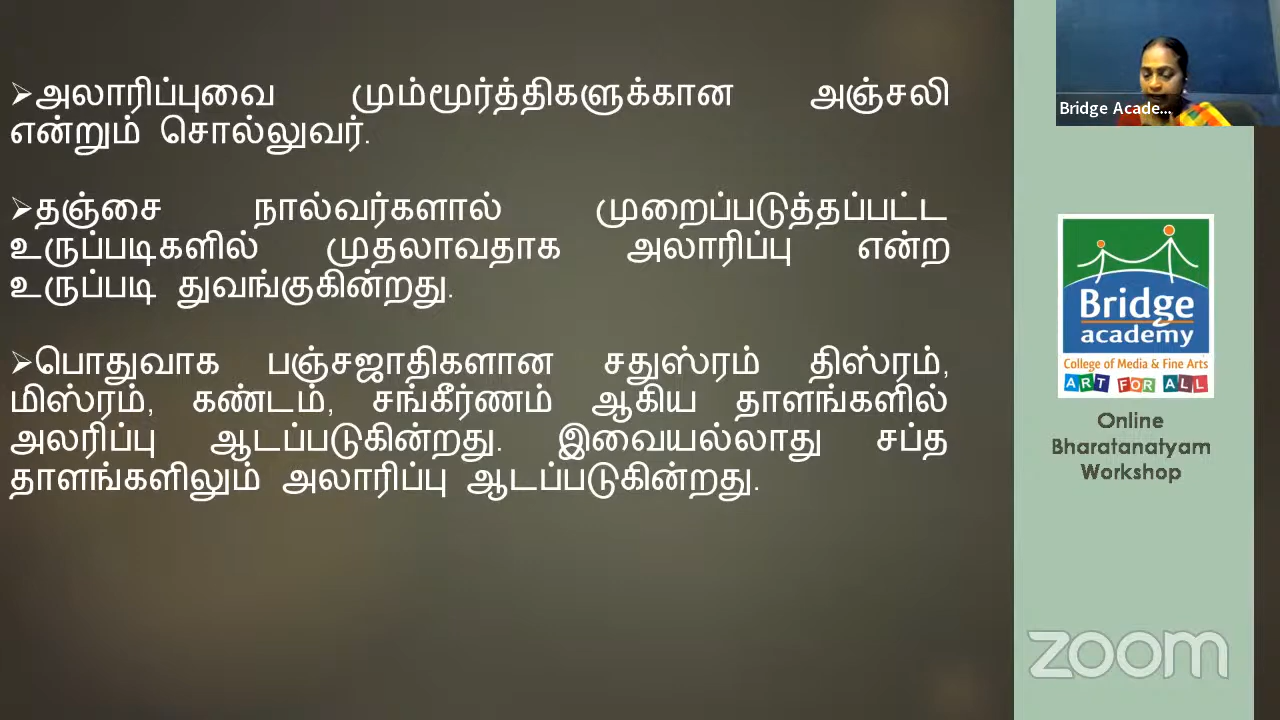 ➢அலாரிப்புவை மும்மூர்த்திகளுக்கான அஞ்சலி
என்றும் சொல்லுவர்.
➢தஞ்சை நால்வர்களால் முறைப்படுத்தப்பட்ட
உருப்படிகளில் முதலாவதாக அலாரிப்பு என்ற
உருப்படி துவங்குகின்றது.
➢பொதுவாக பஞ்சஜாதிகளான சதுஸ்ரம் திஸ்ரம்,
மிஸ்ரம், கண்டம், சங்கீர்ணம் ஆகிய தாளங்களில்
அலரிப்பு ஆடப்படுகின்றது. இவையல்லாது சப்த
தாளங்களிலும் அலாரிப்பு ஆடப்படுகின்றது.
Bridge Acade...
Bridge
academy
College of Media & Fine Arts
ART FOR ALL
Online
Bharatanatyam
Workshop
zoom